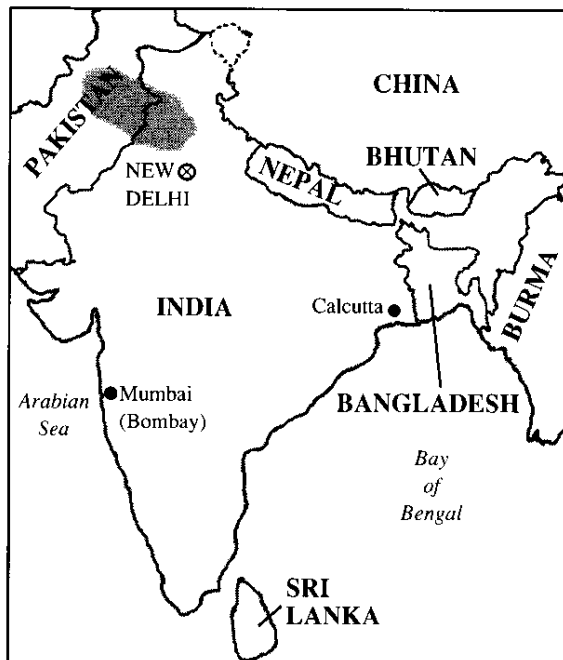 CHINA
PAKISTAN
BHUTAN
NEW
DELHI
NEPAL
INDIA
Calcutta
BURMA
Arabian
Sea
Mumbai
(Bombay)
BANGLADESH
Bay
of
Bengal
SRI
LANKA